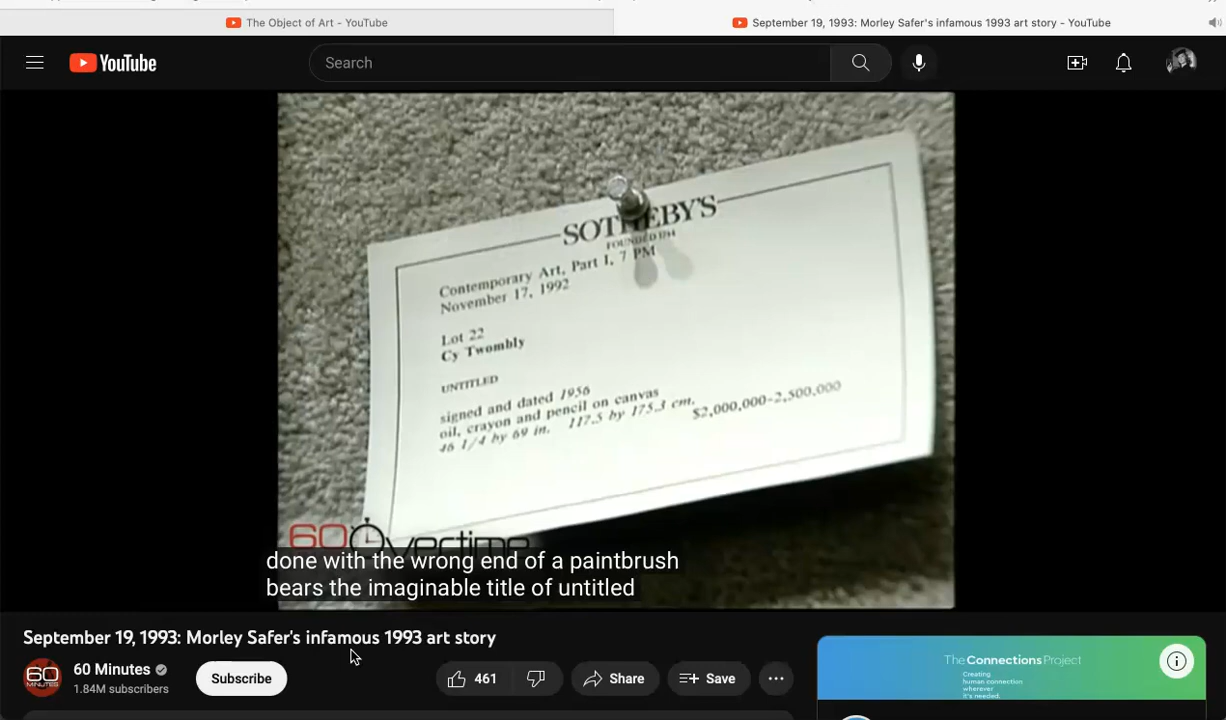 The Object of Art - YouTube
September 19, 1993: Morley Safer's infamous 1993 art story - YouTube
YouTube
Search
SOTHEBY'S
FOUNDED 1744
Contemporary Art, Part I, 7 PM
November 17, 1992
Lot 22
Cy Twombly
UNTITLED
signed and dated 1956
oil, crayon and pencil on canvas
46 1/4 by 69 in. 117.5 by 175.3 cm.
$2,000,000-2,500,000
60 Overtime
done with the wrong end of a paintbrush
bears the imaginable title of untitled
September 19, 1993: Morley Safer's infamous 1993 art story
60 MINUTES
60 Minutes
1.84M subscribers
Subscribe
461
Share
Save
The Connections Project
Creating
human connection
wherever
it's needed.